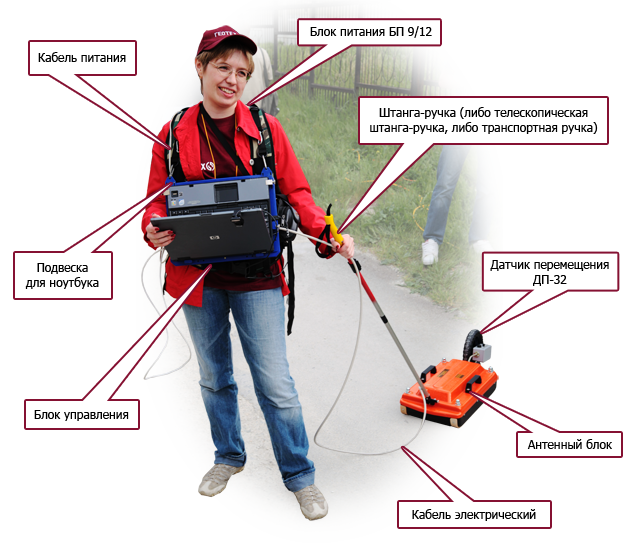 Блок питания БП 9/12
Кабель питания
Штанга-ручка (либо телескопическая
штанга-ручка, либо транспортная ручка)
Подвеска
для ноутбука
Датчик перемещения
ДП-32
Блок управления
Антенный блок
Кабель электрический